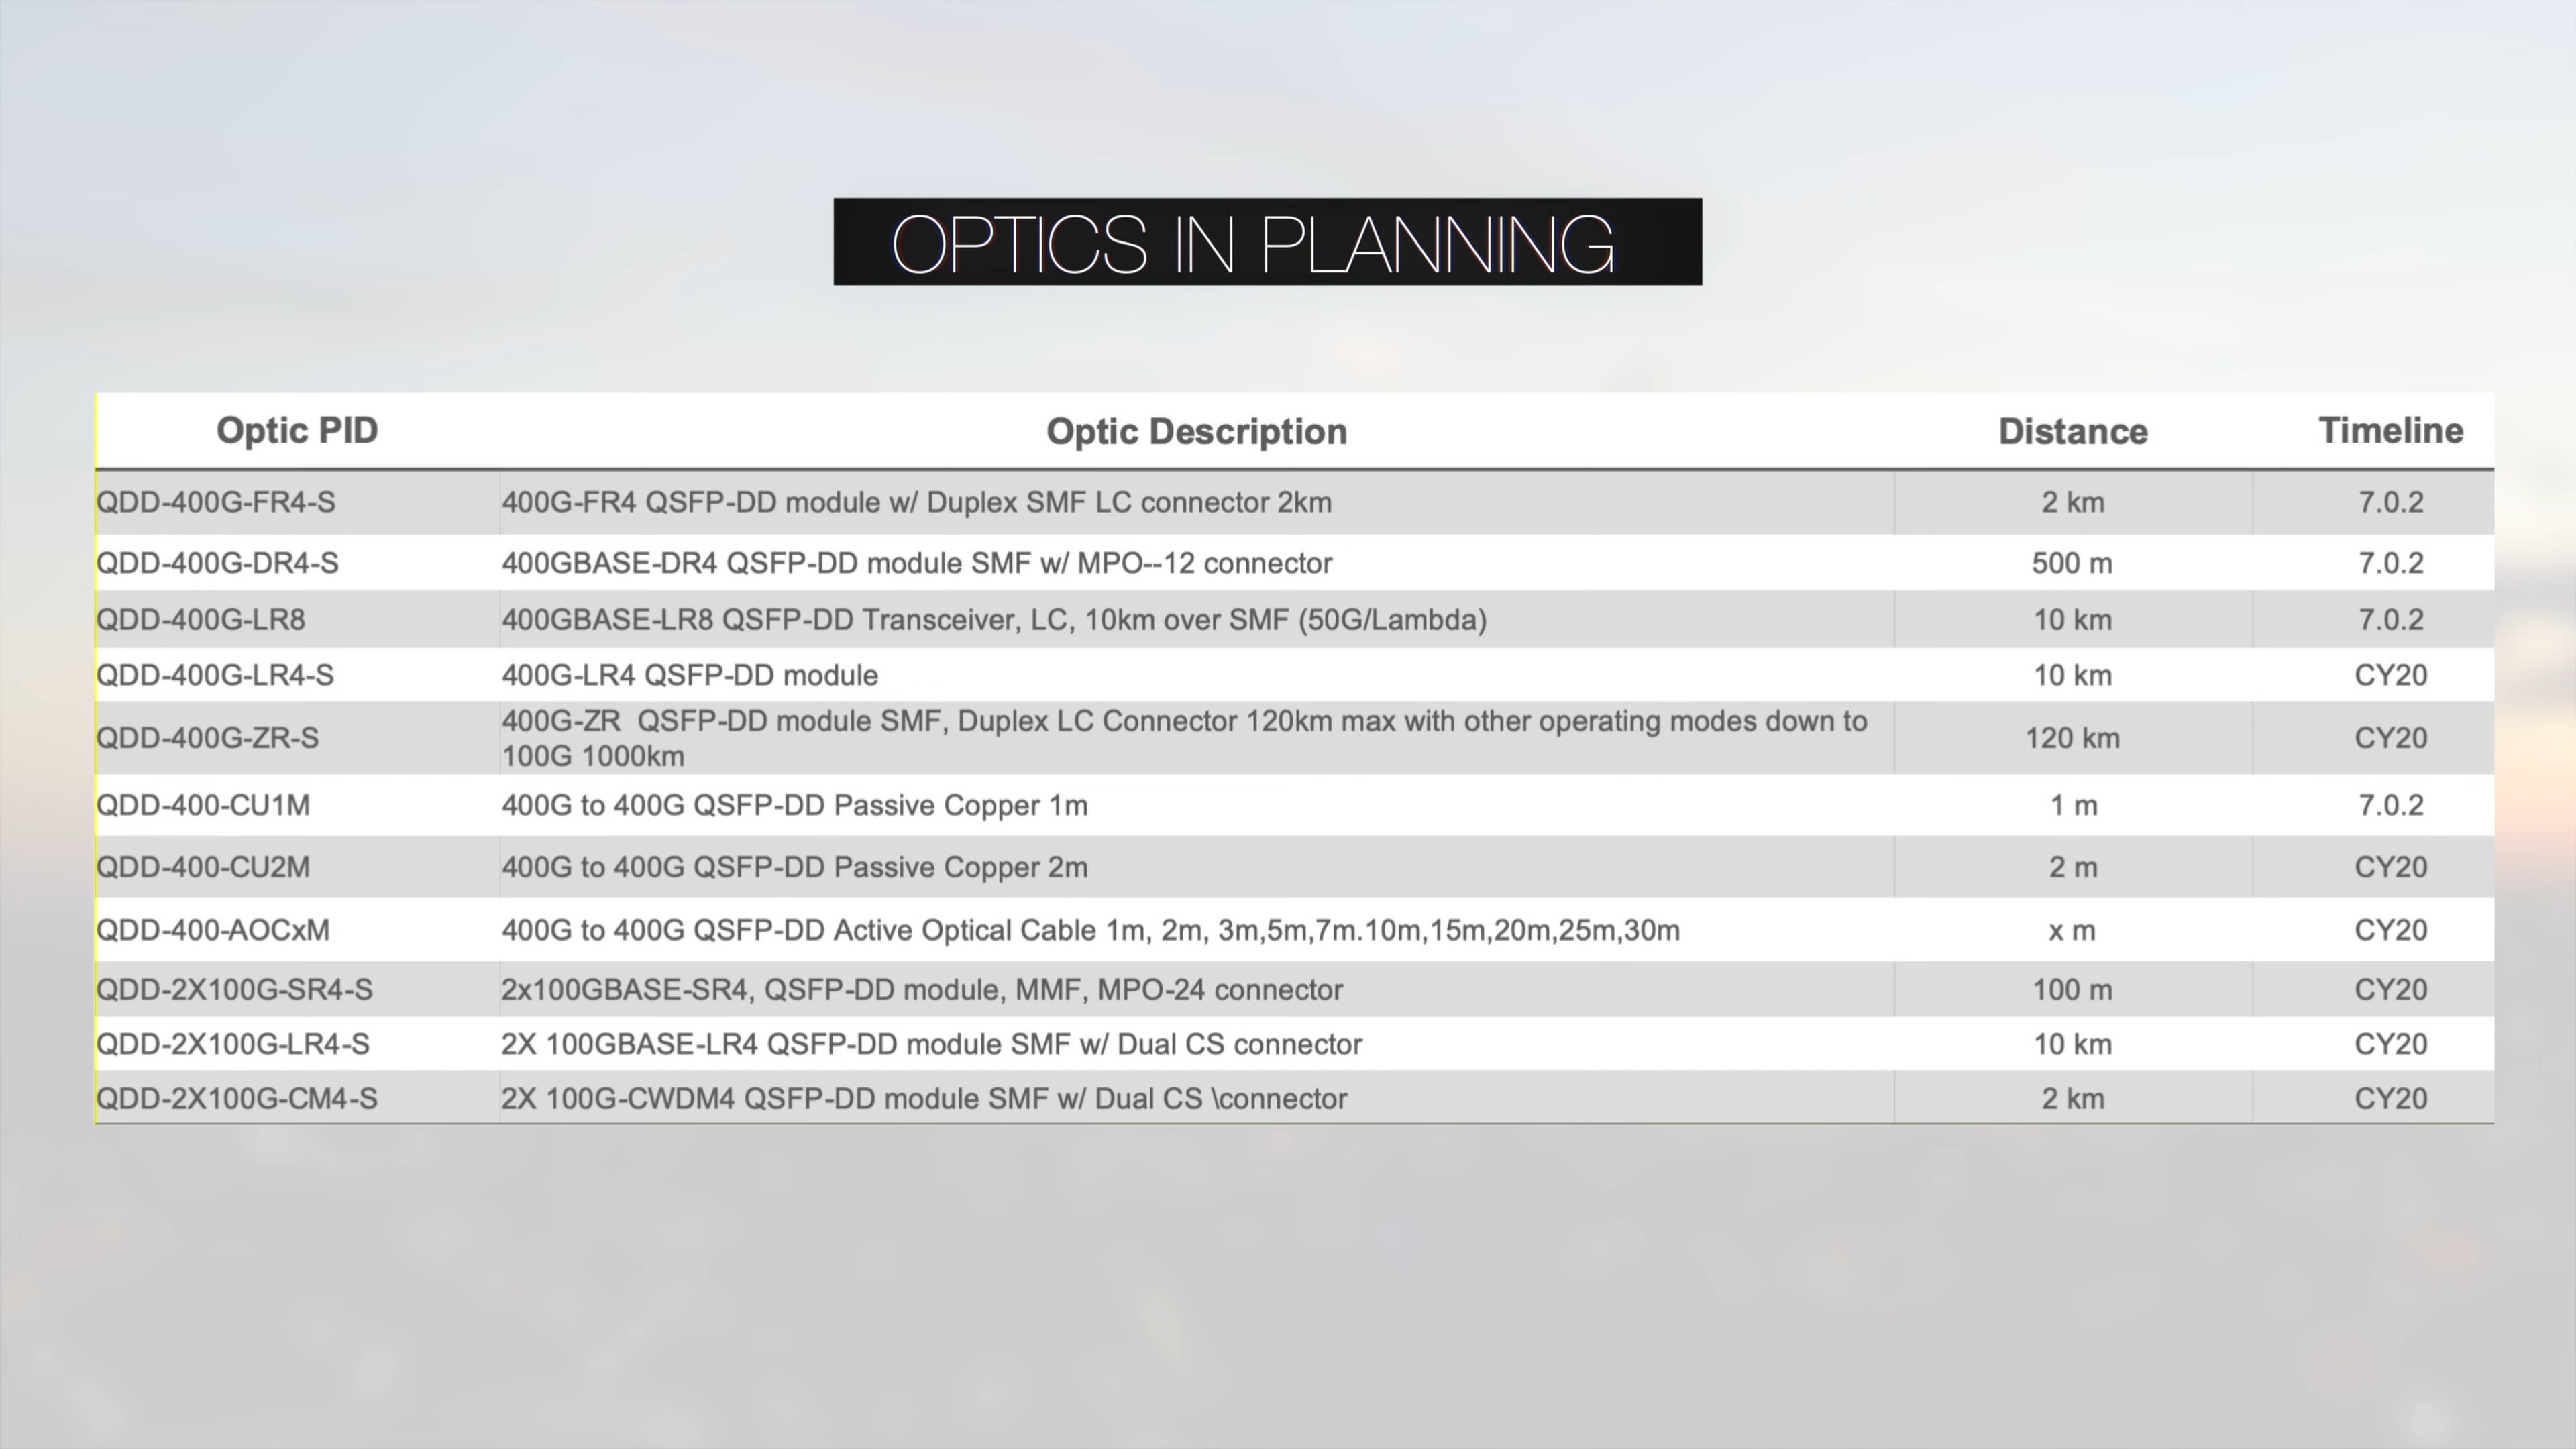 OPTICS IN PLANNING
Optic PID Optic Description Distance Timeline
QDD-400G-FR4-S 400G-FR4 QSFP-DD module w/ Duplex SMF LC connector 2km 2 km 7.0.2
QDD-400G-DR4-S 400GBASE-DR4 QSFP-DD module SMF w/ MPO--12 connector 500 m 7.0.2
QDD-400G-LR8 400GBASE-LR8 QSFP-DD Transceiver, LC, 10km over SMF (50G/Lambda) 10 km 7.0.2
QDD-400G-LR4-S 400G-LR4 QSFP-DD module 10 km CY20
QDD-400G-ZR-S 400G-ZR  QSFP-DD module SMF, Duplex LC Connector 120km max with other operating modes down to
100G 1000km 120 km CY20
QDD-400-CU1M 400G to 400G QSFP-DD Passive Copper 1m 1 m 7.0.2
QDD-400-CU2M 400G to 400G QSFP-DD Passive Copper 2m 2 m CY20
QDD-400-AOCxM 400G to 400G QSFP-DD Active Optical Cable 1m, 2m, 3m,5m,7m.10m,15m,20m,25m,30m x m CY20
QDD-2X100G-SR4-S 2x100GBASE-SR4, QSFP-DD module, MMF, MPO-24 connector 100 m CY20
QDD-2X100G-LR4-S 2X 100GBASE-LR4 QSFP-DD module SMF w/ Dual CS connector 10 km CY20
QDD-2X100G-CM4-S 2X 100G-CWDM4 QSFP-DD module SMF w/ Dual CS \connector 2 km CY20